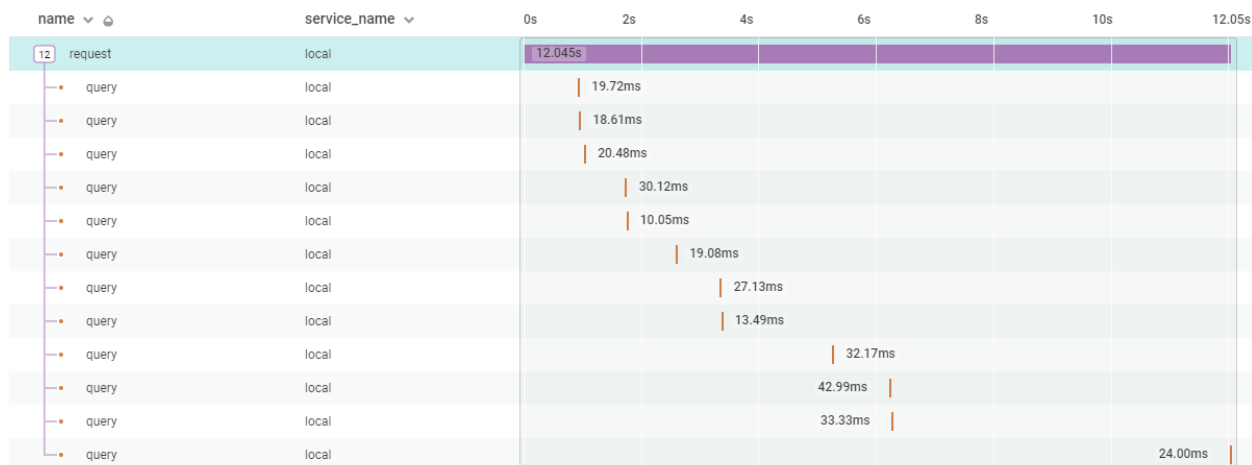 name service_name 0s 2s 4s 6s 8s 10s 12.05s
12 request local 12.045s
query local 19.72ms
query local 18.61ms
query local 20.48ms
query local 30.12ms
query local 10.05ms
query local 19.08ms
query local 27.13ms
query local 13.49ms
query local 32.17ms
query local 42.99ms
query local 33.33ms
query local 24.00ms